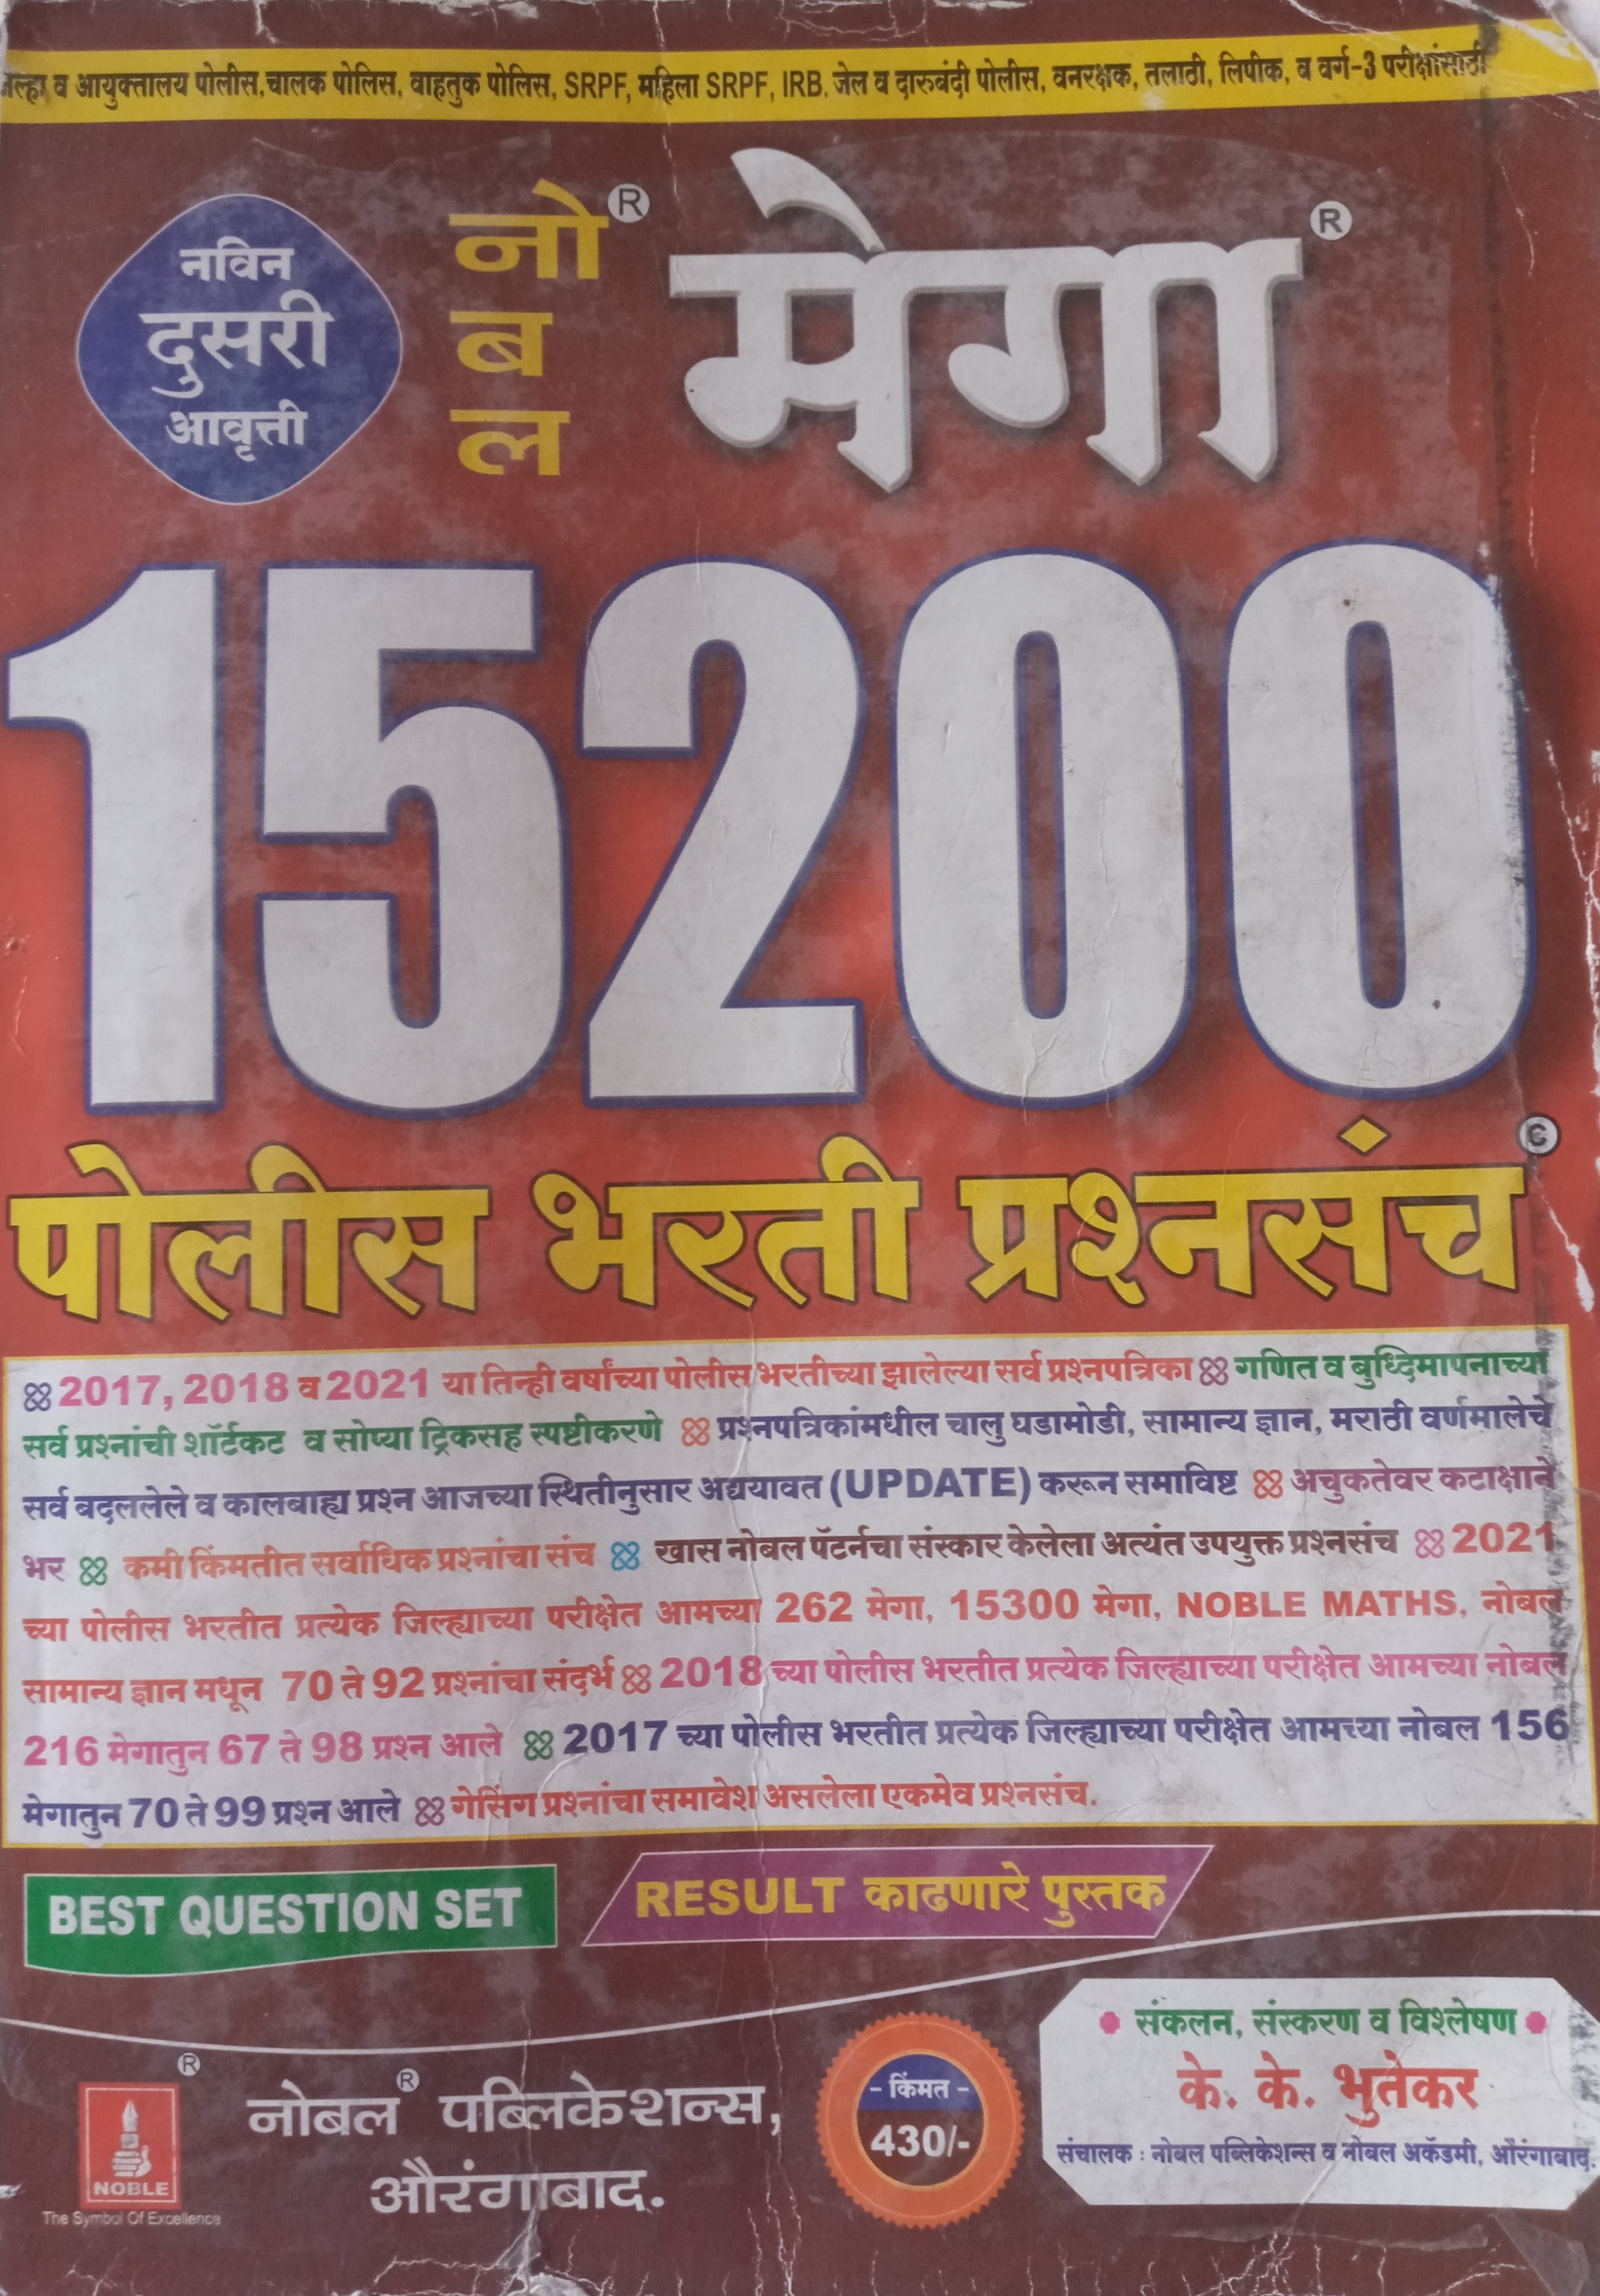 जिल्हा व आयुक्तालय पोलीस,चालक पोलिस, वाहतुक पोलिस, SRPF, महिला SRPF, IRB, जेल व दारुबंदी पोलीस, वनरक्षक, तलाठी, लिपीक, व वर्ग-3 परीक्षांसाठी
नविन
दुसरी
आवृत्ती
नोबल ® मेगा ®
15200
पोलीस भरती प्रश्नसंच ©
2017, 2018 व 2021 या तिन्ही वर्षांच्या पोलीस भरतीच्या झालेल्या सर्व प्रश्नपत्रिका गणित व बुध्दिमापनाच्या
सर्व प्रश्नांची शॉर्टकट व सोप्या ट्रिकसह स्पष्टीकरणे प्रश्नपत्रिकांमधील चालु घडामोडी, सामान्य ज्ञान, मराठी वर्णमालेचे
सर्व बदललेले व कालबाह्य प्रश्न आजच्या स्थितीनुसार अद्ययावत (UPDATE) करून समाविष्ट अचुकतेवर कटाक्षाने
भर कमी किंमतीत सर्वाधिक प्रश्नांचा संच खास नोबल पॅटर्नचा संस्कार केलेला अत्यंत उपयुक्त प्रश्नसंच 2021
च्या पोलीस भरतीत प्रत्येक जिल्ह्याच्या परीक्षेत आमच्या 262 मेगा, 15300 मेगा, NOBLE MATHS, नोबल
सामान्य ज्ञान मधून 70 ते 92 प्रश्नांचा संदर्भ 2018 च्या पोलीस भरतीत प्रत्येक जिल्ह्याच्या परीक्षेत आमच्या नोबल
216 मेगातुन 67 ते 98 प्रश्न आले 2017 च्या पोलीस भरतीत प्रत्येक जिल्ह्याच्या परीक्षेत आमच्या नोबल 156
मेगातुन 70 ते 99 प्रश्न आले गेसिंग प्रश्नांचा समावेश असलेला एकमेव प्रश्नसंच.
BEST QUESTION SET
RESULT काढणारे पुस्तक
संकलन, संस्करण व विश्लेषण
के. के. भुतेकर
संचालक : नोबल पब्लिकेशन्स व नोबल अकॅडमी, औरंगाबाद.
®
NOBLE
The Symbol Of Excellence
नोबल® पब्लिकेशन्स,
औरंगाबाद.
- किंमत -
430/-